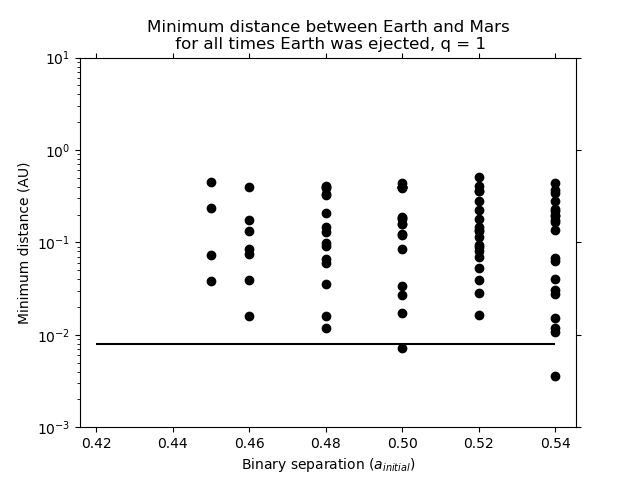 Minimum distance between Earth and Mars
for all times Earth was ejected, q = 1
Minimum distance (AU)
10^1
10^0
10^{-1}
10^{-2}
10^{-3}
0.42 0.44 0.46 0.48 0.50 0.52 0.54
Binary separation (a_{initial})